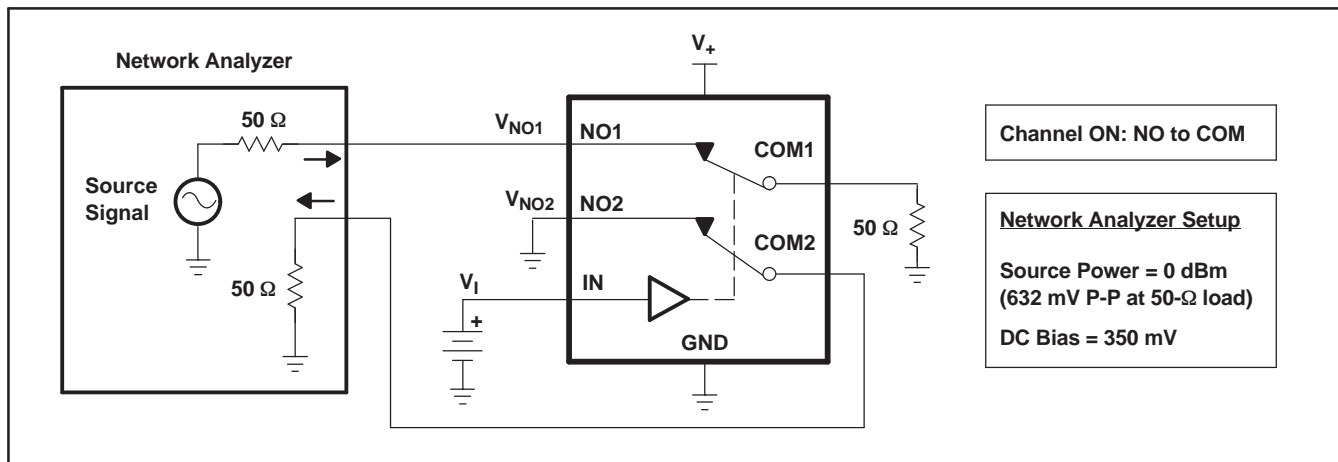 Network Analyzer
50 Ω
Source
Signal
50 Ω
V+
VNO1
NO1
COM1
VNO2
NO2
COM2
50 Ω
VI
IN
+
GND
Channel ON: NO to COM
Network Analyzer Setup
Source Power = 0 dBm
(632 mV P-P at 50-Ω load)
DC Bias = 350 mV